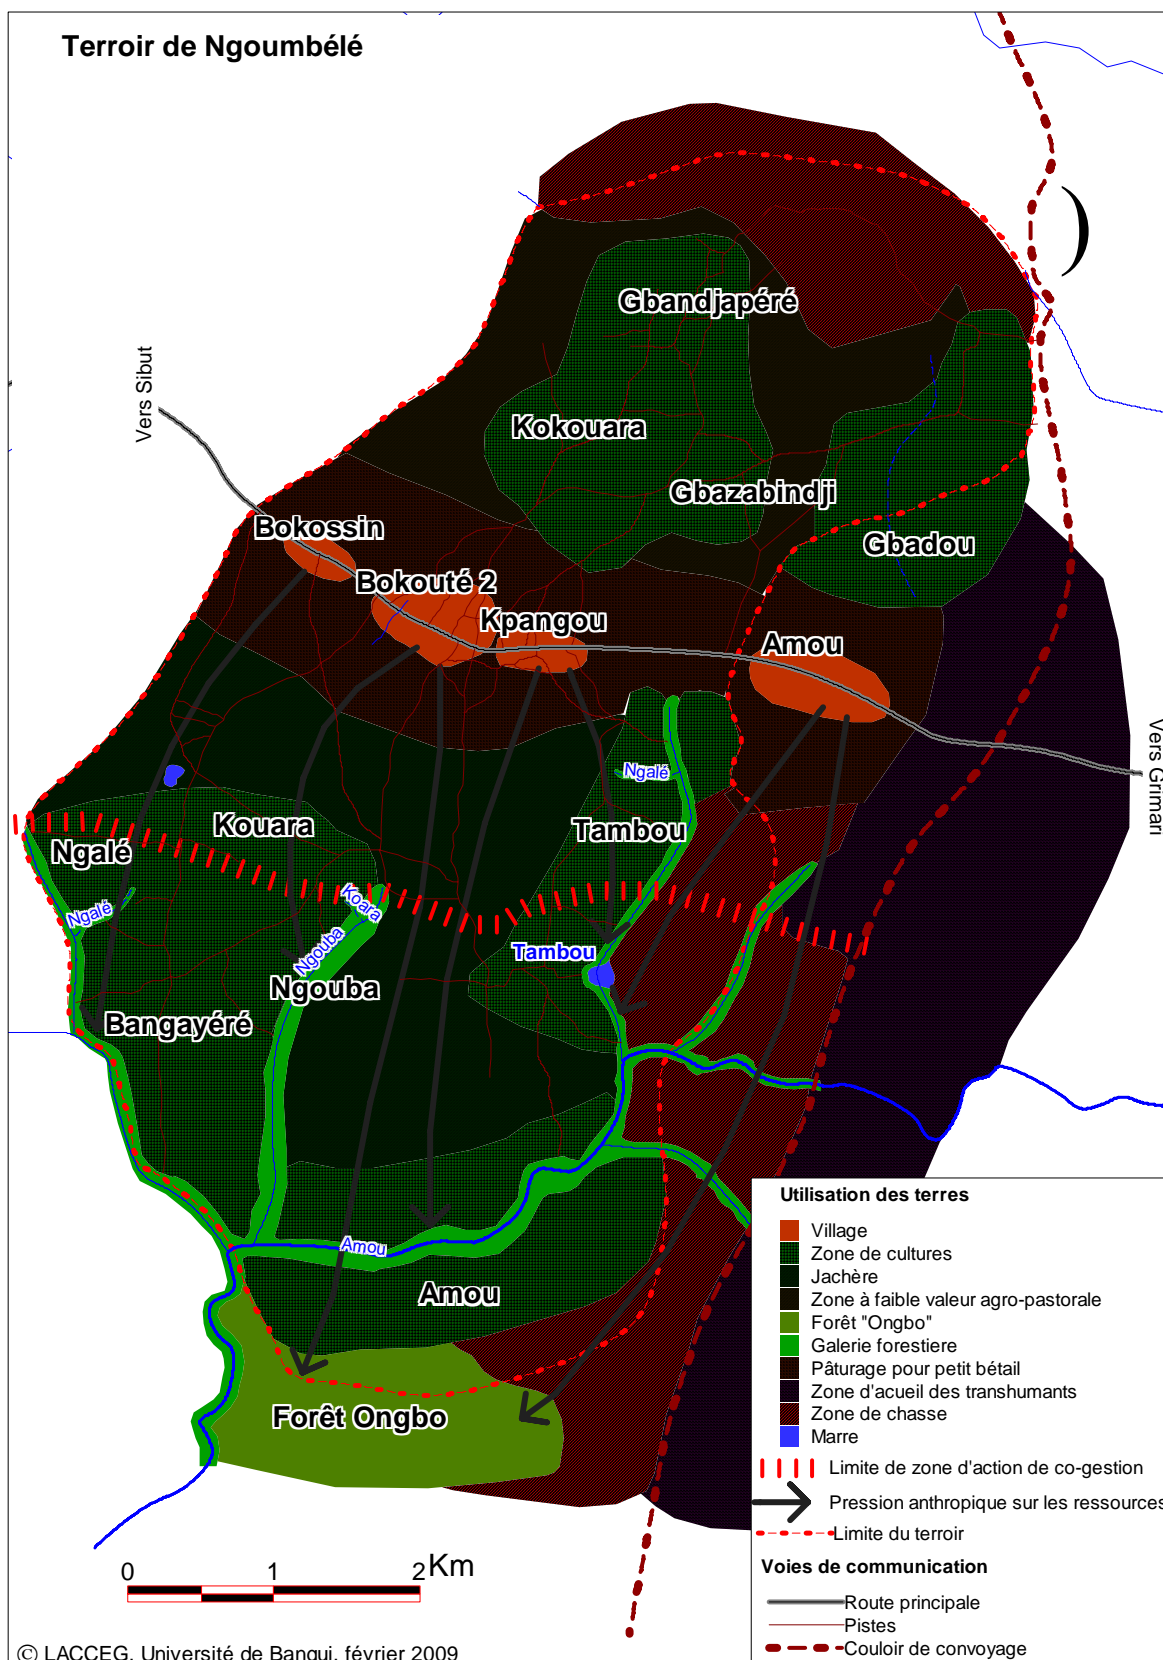 Terroir de Ngoumbélé
Vers Sibut
Gbandjapéré
Kokouara
Gbazabindji
Gbadou
Bokossin
Bokouté 2
Kpangou
Amou
Vers Grimari
Ngalé
Kouara
Tambou
Ngalé
Koara
Ngalé
Ngouba
Tambou
Ngouba
Bangayéré
Amou
Amou
Forêt Ongbo
Utilisation des terres
Village
Zone de cultures
Jachère
Zone à faible valeur agro-pastorale
Forêt "Ongbo"
Galerie forestiere
Pâturage pour petit bétail
Zone d'acueil des transhumants
Zone de chasse
Marre
Limite de zone d'action de co-gestion
Pression anthropique sur les ressources
Limite du terroir
Voies de communication
Route principale
Pistes
Couloir de convoyage
0 1 2 Km
© LACCEG, Université de Bangui, février 2009